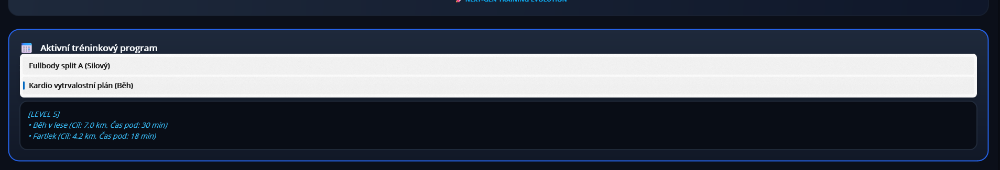 NEXT-GEN TRAINING EVOLUTION
Aktivní tréninkový program
Fullbody split A (Silový)
Kardio vytrvalostní plán (Běh)
[LEVEL 5]
• Běh v lese (Cíl: 7,0 km, Čas pod: 30 min)
• Fartlek (Cíl: 4,2 km, Čas pod: 18 min)